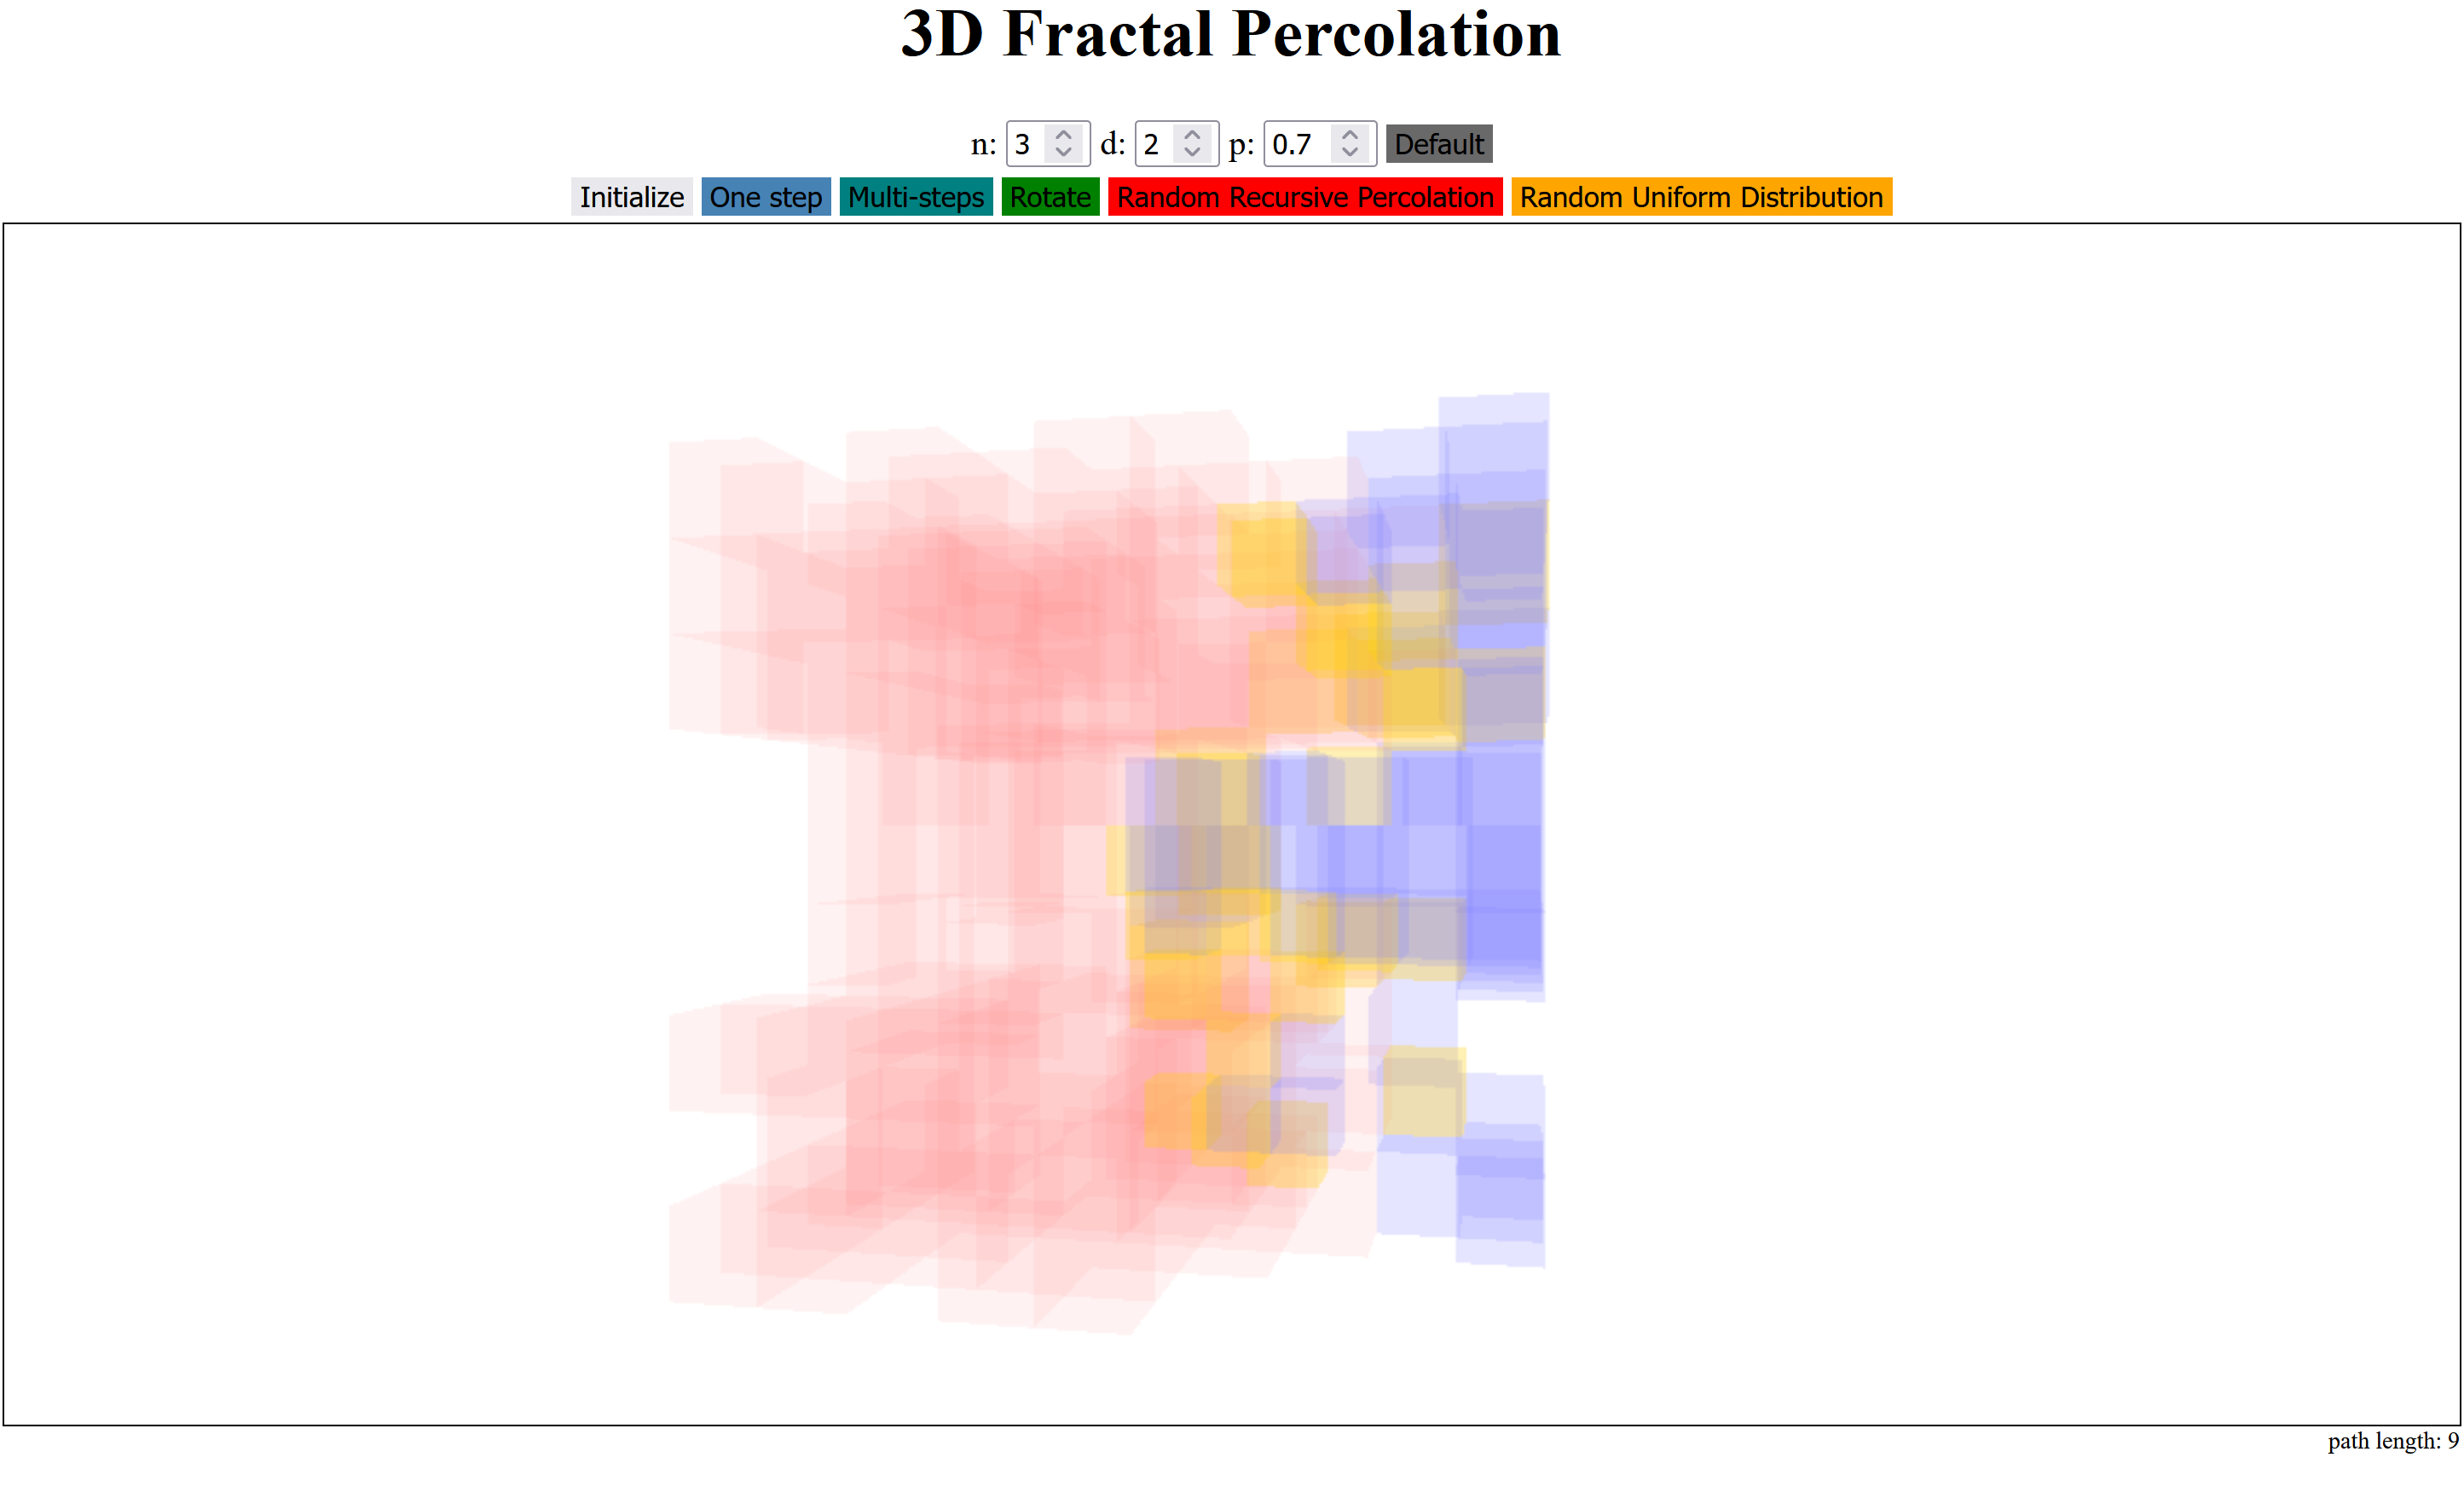 3D Fractal Percolation
n: 3 d: 2 p: 0.7 Default
Initialize One step Multi-steps Rotate Random Recursive Percolation Random Uniform Distribution
path length: 9